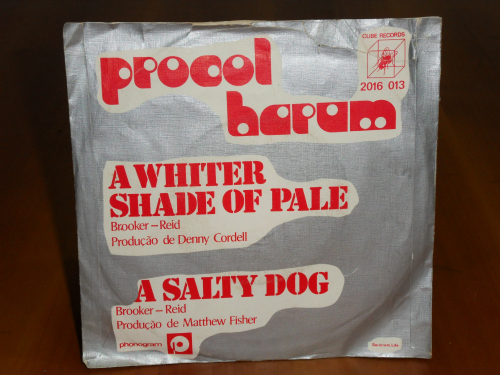 procol
harum
CUBE RECORDS
2016 013
A WHITER
SHADE OF PALE
Brooker – Reid
Produção de Denny Cordell
A SALTY DOG
Brooker – Reid
Produção de Matthew Fisher
phonogram